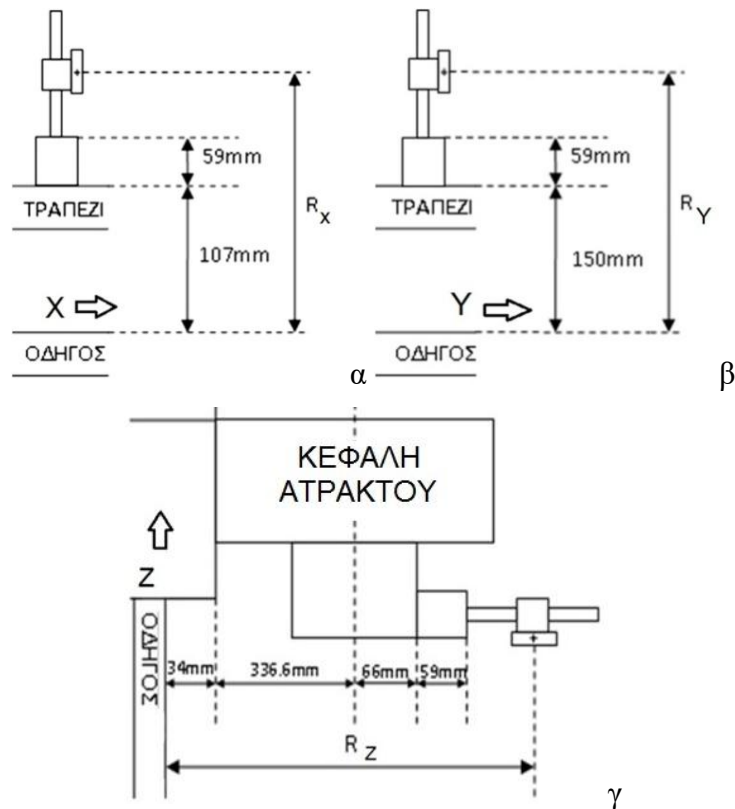 59mm
ΤΡΑΠΕΖΙ
107mm
R
X
X
ΟΔΗΓΟΣ
α
59mm
ΤΡΑΠΕΖΙ
150mm
R
Y
Y
ΟΔΗΓΟΣ
β
ΚΕΦΑΛΗ
ΑΤΡΑΚΤΟΥ
Z
ΟΔΗΓΟΣ
34mm
336.6mm
66mm
59mm
R
Z
γ